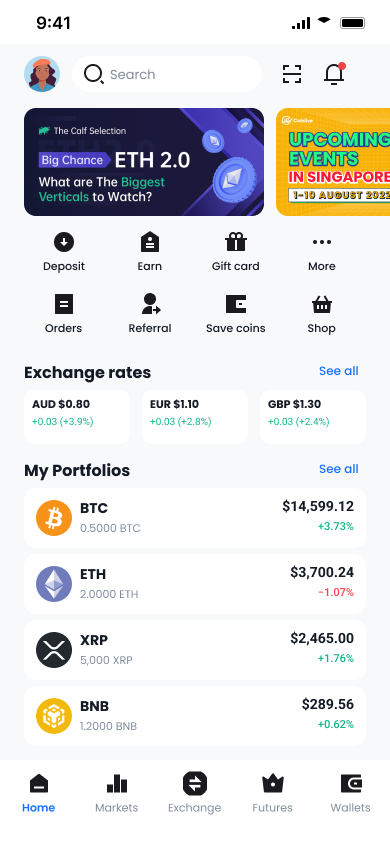 9:41
Search
The Calf Selection
Big Chance ETH 2.0
What are The Biggest
Verticals to Watch?
Coinlive
UPCOMING
EVENTS
IN SINGAPORE
1-10 AUGUST 2022
Deposit
Earn
Gift card
More
Orders
Referral
Save coins
Shop
Exchange rates
See all
AUD $0.80
+0.03 (+3.9%)
EUR $1.10
+0.03 (+2.8%)
GBP $1.30
+0.03 (+2.4%)
My Portfolios
See all
BTC
$14,599.12
0.5000 BTC
+3.73%
ETH
$3,700.24
2.0000 ETH
−1.07%
XRP
$2,465.00
5,000 XRP
+1.76%
BNB
$289.56
1.2000 BNB
+0.62%
Home
Markets
Exchange
Futures
Wallets